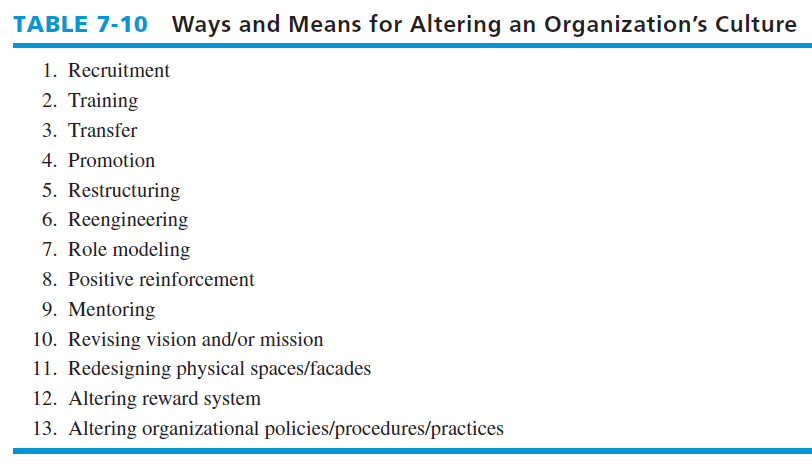 TABLE 7-10 Ways and Means for Altering an Organization's Culture
1. Recruitment
2. Training
3. Transfer
4. Promotion
5. Restructuring
6. Reengineering
7. Role modeling
8. Positive reinforcement
9. Mentoring
10. Revising vision and/or mission
11. Redesigning physical spaces/facades
12. Altering reward system
13. Altering organizational policies/procedures/practices